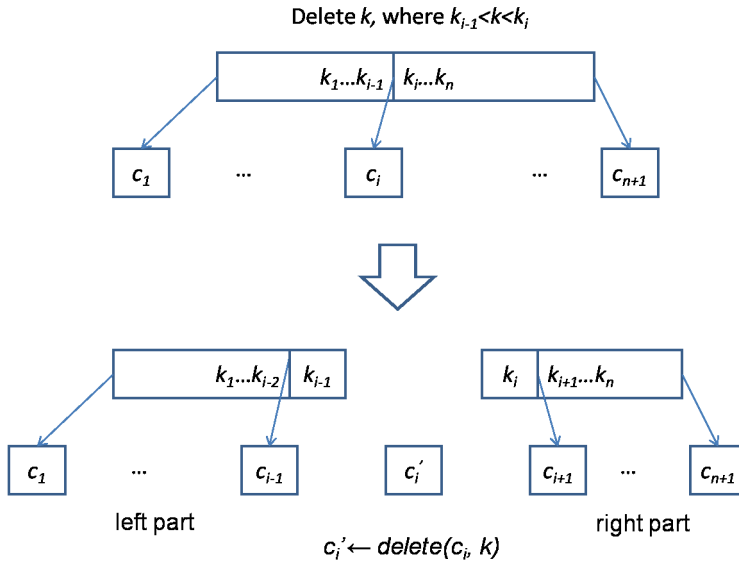 Delete k, where kᵢ₋₁<k<kᵢ
k₁...kᵢ₋₁ kᵢ...kₙ
c₁ ... cᵢ ... cₙ₊₁
k₁...kᵢ₋₂ kᵢ₋₁ kᵢ kᵢ₊₁...kₙ
c₁ ... cᵢ₋₁ cᵢ’ cᵢ₊₁ ... cₙ₊₁
left part right part
cᵢ’← delete(cᵢ, k)